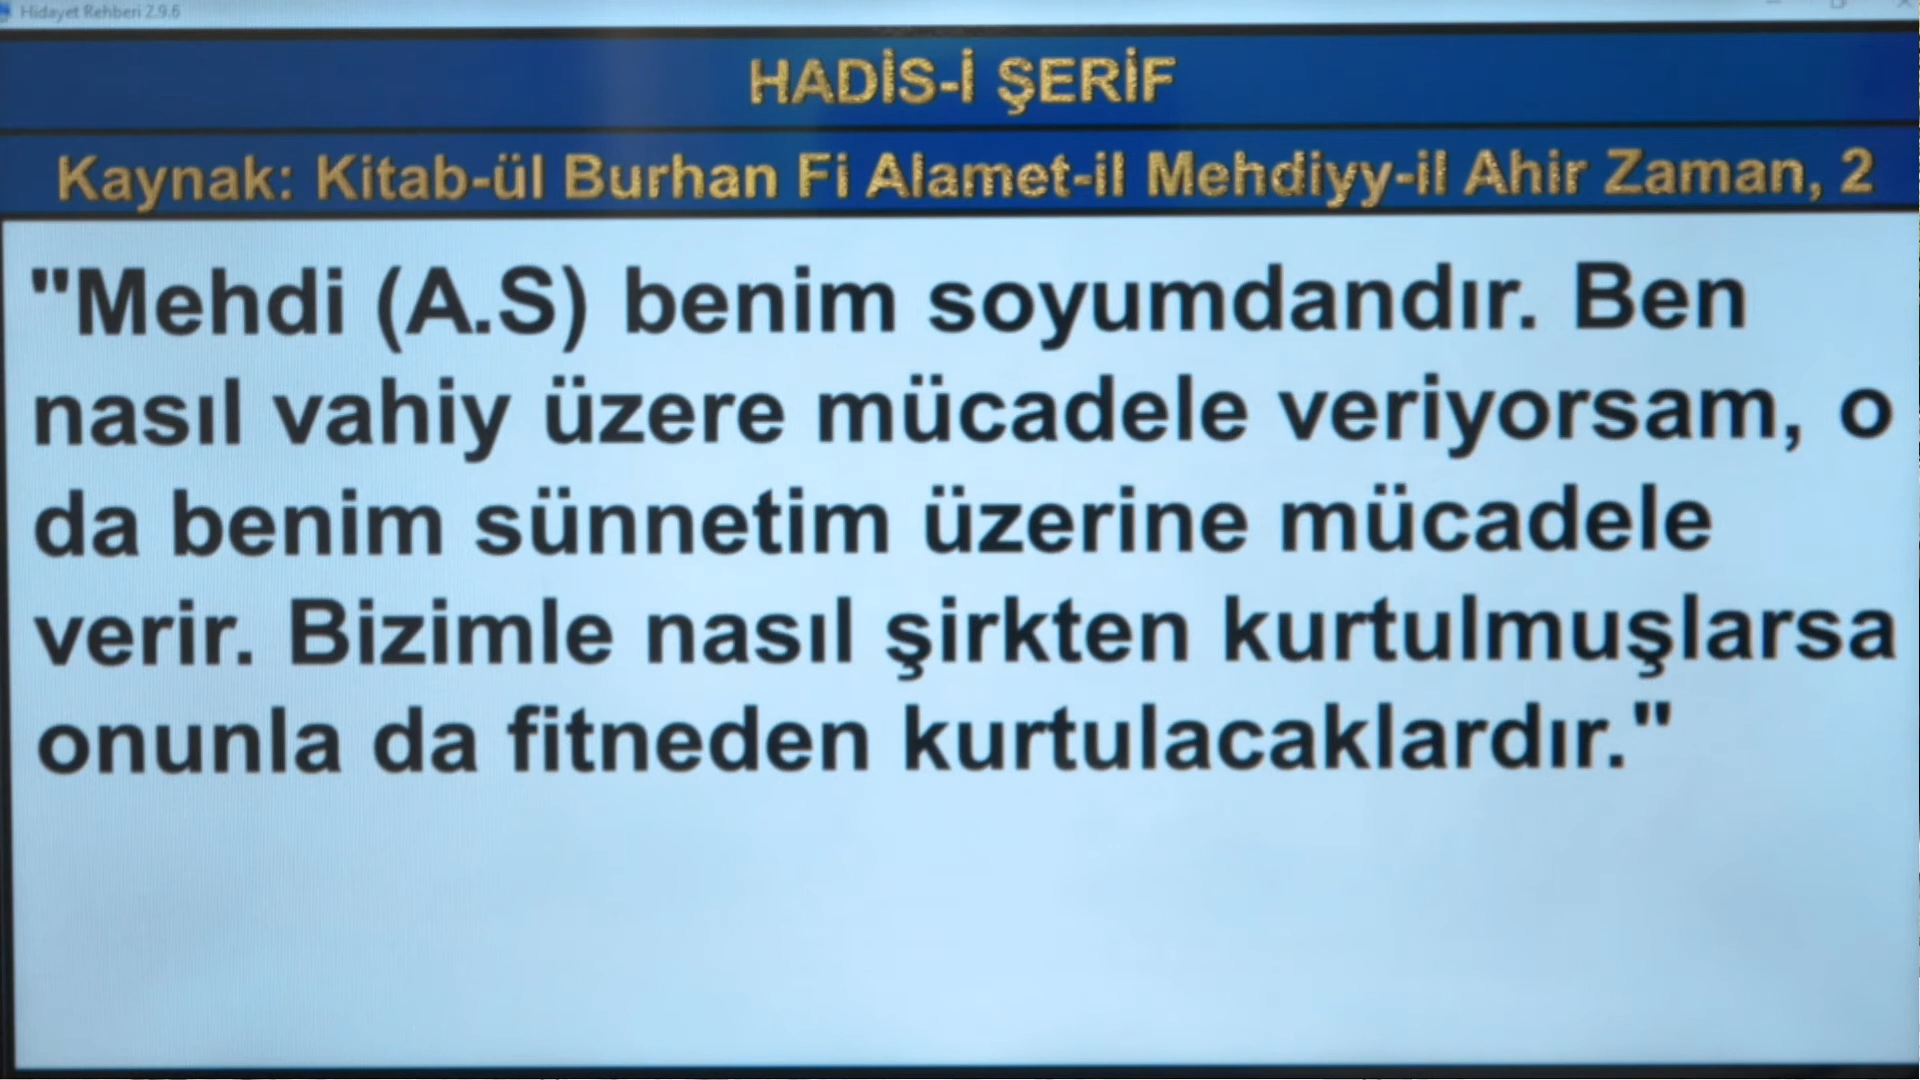 Hidayet Rehberi 2.9.6
HADİS-İ ŞERİF
Kaynak: Kitab-ül Burhan Fi Alamet-il Mehdiyy-il Ahir Zaman, 2
"Mehdi (A.S) benim soyumdandır. Ben
nasıl vahiy üzere mücadele veriyorsam, o
da benim sünnetim üzerine mücadele
verir. Bizimle nasıl şirkten kurtulmuşlarsa
onunla da fitneden kurtulacaklardır."